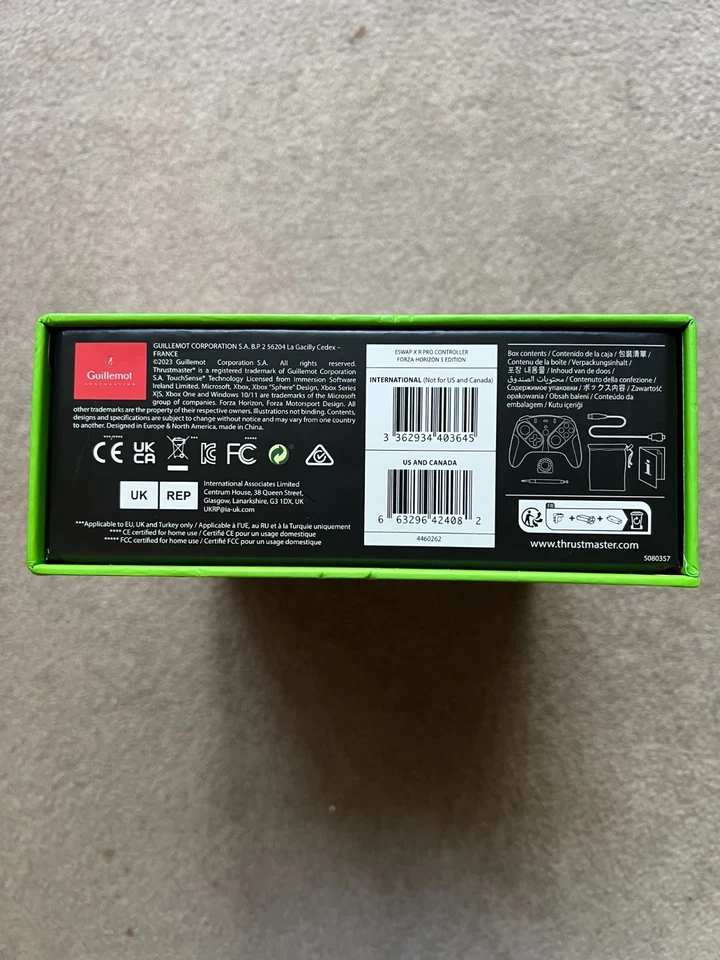 Guillemot
CORPORATION
GUILLEMOT CORPORATION S.A. B.P 2 56204 La Gacilly Cedex –
FRANCE
©2023 Guillemot Corporation S.A. All rights reserved.
Thrustmaster® is a registered trademark of Guillemot Corporation
S.A. TouchSense® Technology Licensed from Immersion Software
Ireland Limited. Microsoft, Xbox, Xbox "Sphere" Design, Xbox Series
X|S, Xbox One and Windows 10/11 are trademarks of the Microsoft
group of companies. Forza Horizon, Forza Motorsport Design. All
other trademarks are the property of their respective owners. Illustrations not binding. Contents,
designs and specifications are subject to change without notice and may vary from one country
to another. Designed in Europe & North America, made in China.
*** **** *****
CE UK CA FC
UK REP
International Associates Limited
Centrum House, 38 Queen Street,
Glasgow, Lanarkshire, G3 1DX, UK
UKRP@ia-uk.com
***Applicable to EU, UK and Turkey only / Applicable à l'UE, au RU et à la Turquie uniquement
**** CE certified for home use / Certifié CE pour un usage domestique
***** FCC certified for home use / Certifié FCC pour un usage domestique
ESWAP X R PRO CONTROLLER
FORZA HORIZON 5 EDITION
INTERNATIONAL (Not for US and Canada)
3 362934 403645
US AND CANADA
6 63296 42408 2
4460262
Box contents / Contenido de la caja / 包裝清單 /
Contenu de la boîte / Verpackungsinhalt /
포장 내용물 / Inhoud van de doos /
محتويات الصندوق / Contenuto della confezione /
Содержимое упаковки / ボックス内容 / Zawartość
opakowania / Obsah balení / Conteúdo da
embalagem / Kutu içeriği
FR
www.thrustmaster.com
5080357